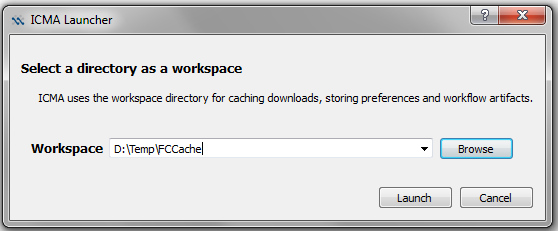 ICMA Launcher
Select a directory as a workspace
ICMA uses the workspace directory for caching downloads, storing preferences and workflow artifacts.
Workspace D:\Temp\FCCache Browse
Launch Cancel